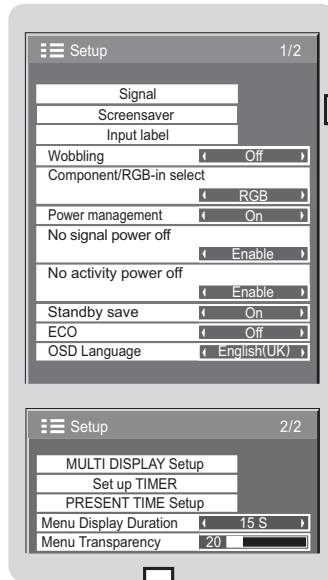 Setup 1/2
Signal
Screensaver
Input label
Wobbling Off
Component/RGB-in select
RGB
Power management On
No signal power off
Enable
No activity power off
Enable
Standby save On
ECO Off
OSD Language English(UK)
Setup 2/2
MULTI DISPLAY Setup
Set up TIMER
PRESENT TIME Setup
Menu Display Duration 15 S
Menu Transparency 20